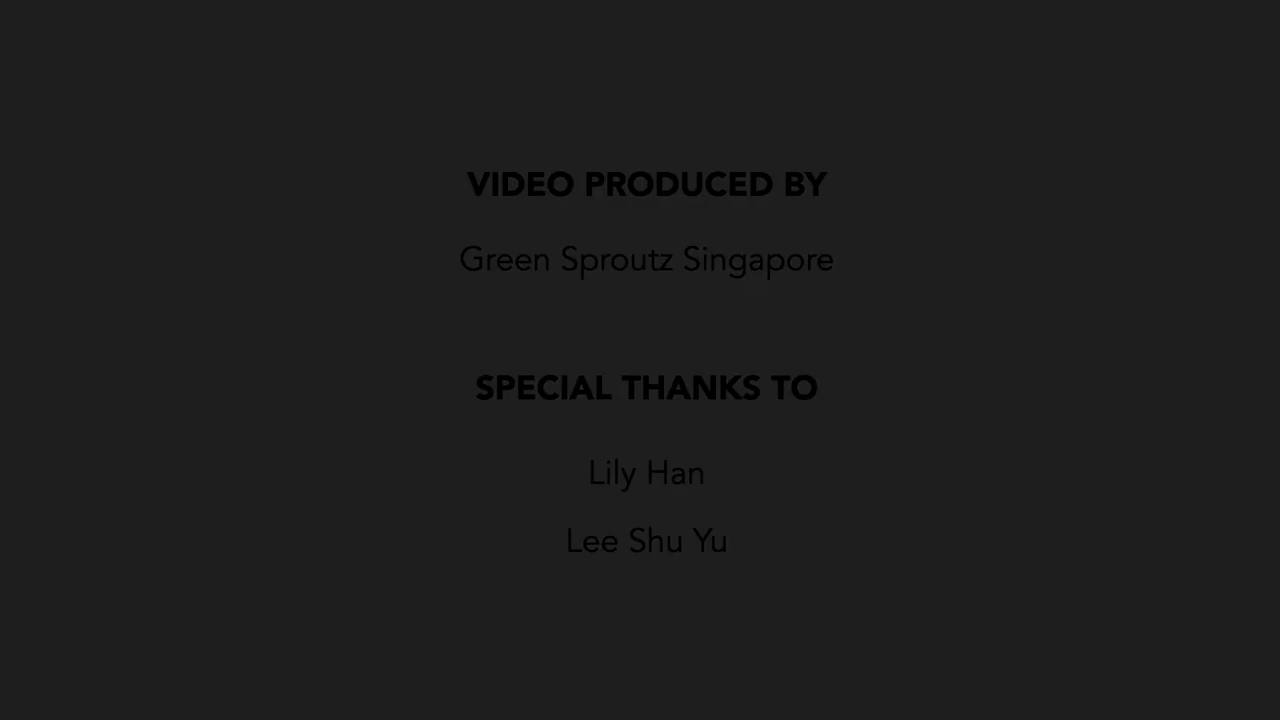 VIDEO PRODUCED BY
Green Sproutz Singapore
SPECIAL THANKS TO
Lily Han
Lee Shu Yu